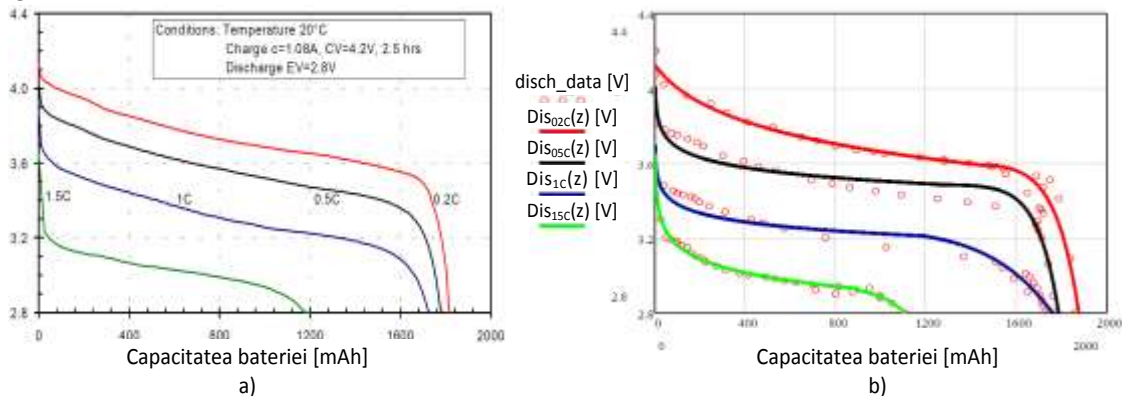 Conditions: Temperature 20°C
Charge c=1.08A, CV=4.2V, 2.5 hrs
Discharge EV=2.8V
4.0
3.6
3.2
2.8
1.5C
1C
0.5C
0.2C
0
400
800
1200
1600
2000
Capacitatea bateriei [mAh]
a)
disch_data [V]
Dis02C(z) [V]
Dis05C(z) [V]
Dis1C(z) [V]
Dis15C(z) [V]
4.4
4.4
4
3.6
3.2
2.8
2.8
0
400
800
1200
1600
2000
0
2000
Capacitatea bateriei [mAh]
b)